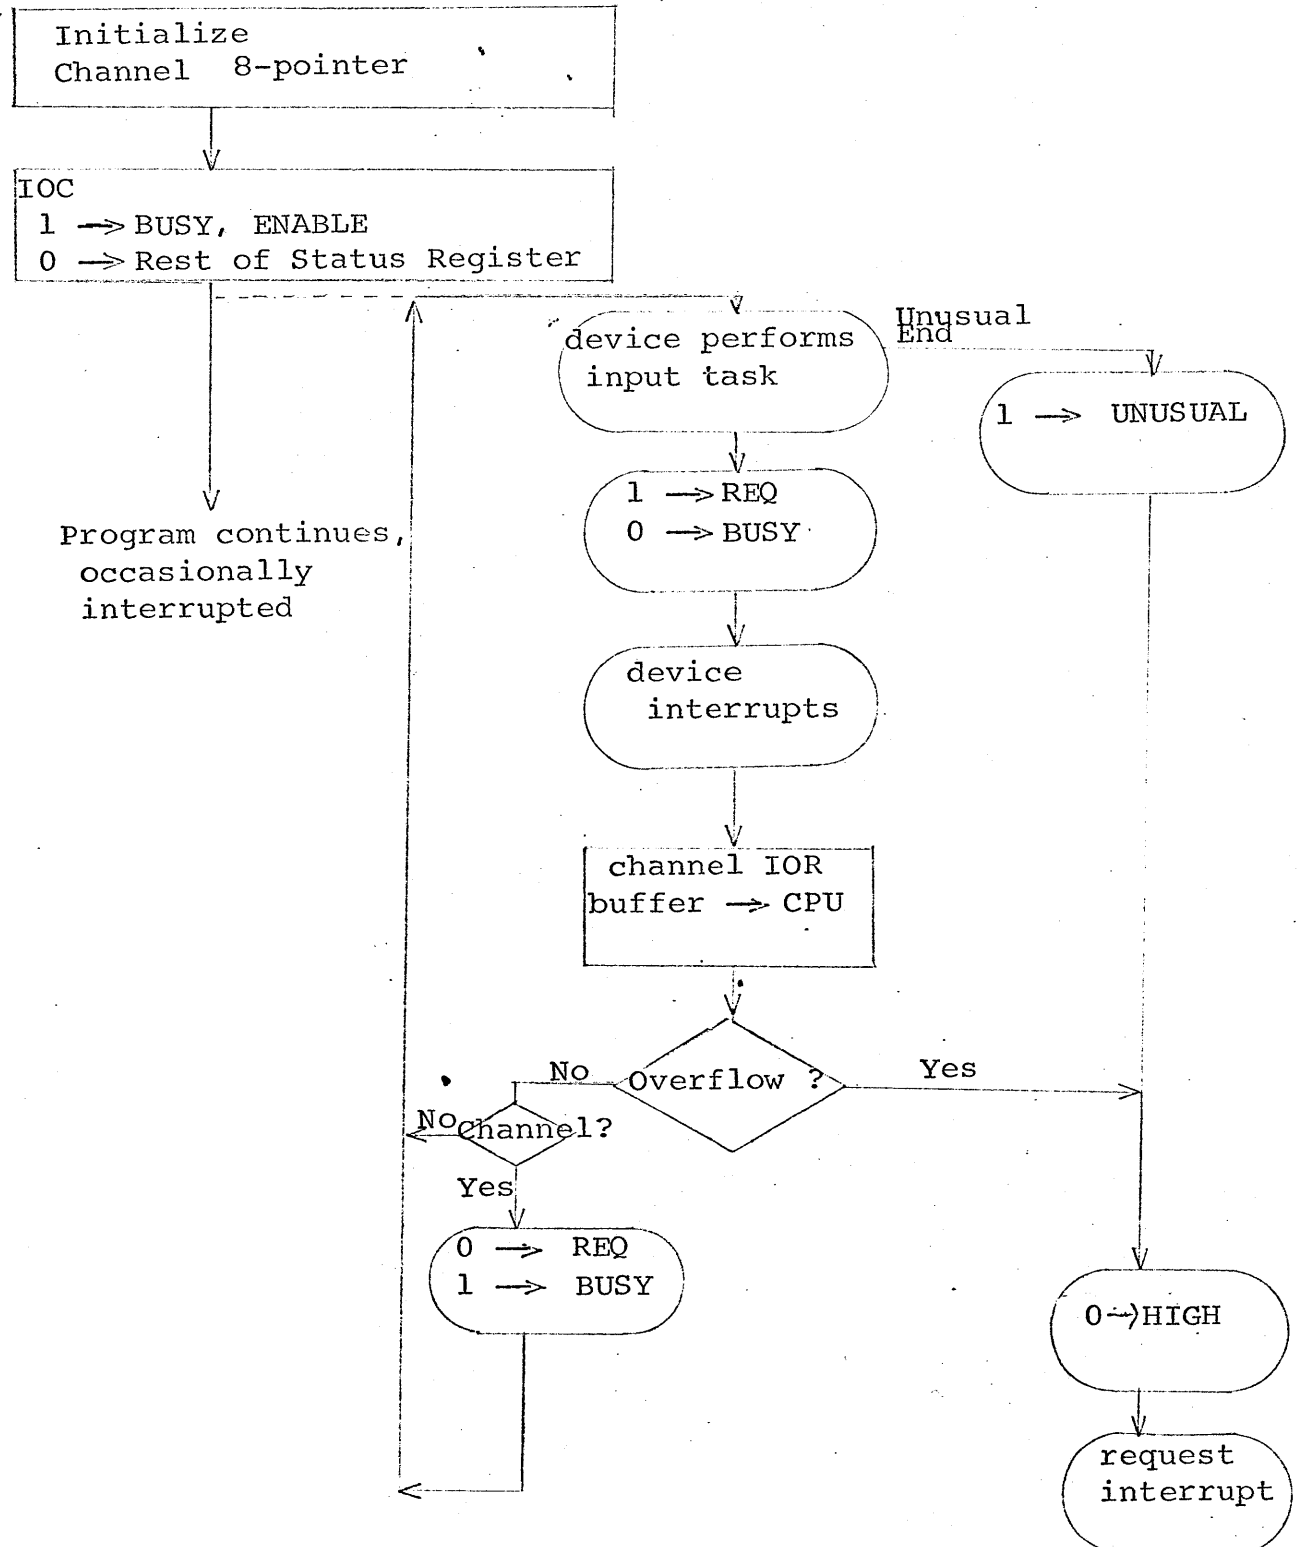 Initialize
Channel 8-pointer
IOC
1 → BUSY, ENABLE
0 → Rest of Status Register
Program continues,
occasionally
interrupted
device performs
input task
Unusual
End
1 → UNUSUAL
1 → REQ
0 → BUSY
device
interrupts
channel IOR
buffer → CPU
Overflow ?
No
Yes
Channel?
No
Yes
0 → REQ
1 → BUSY
0→HIGH
request
interrupt